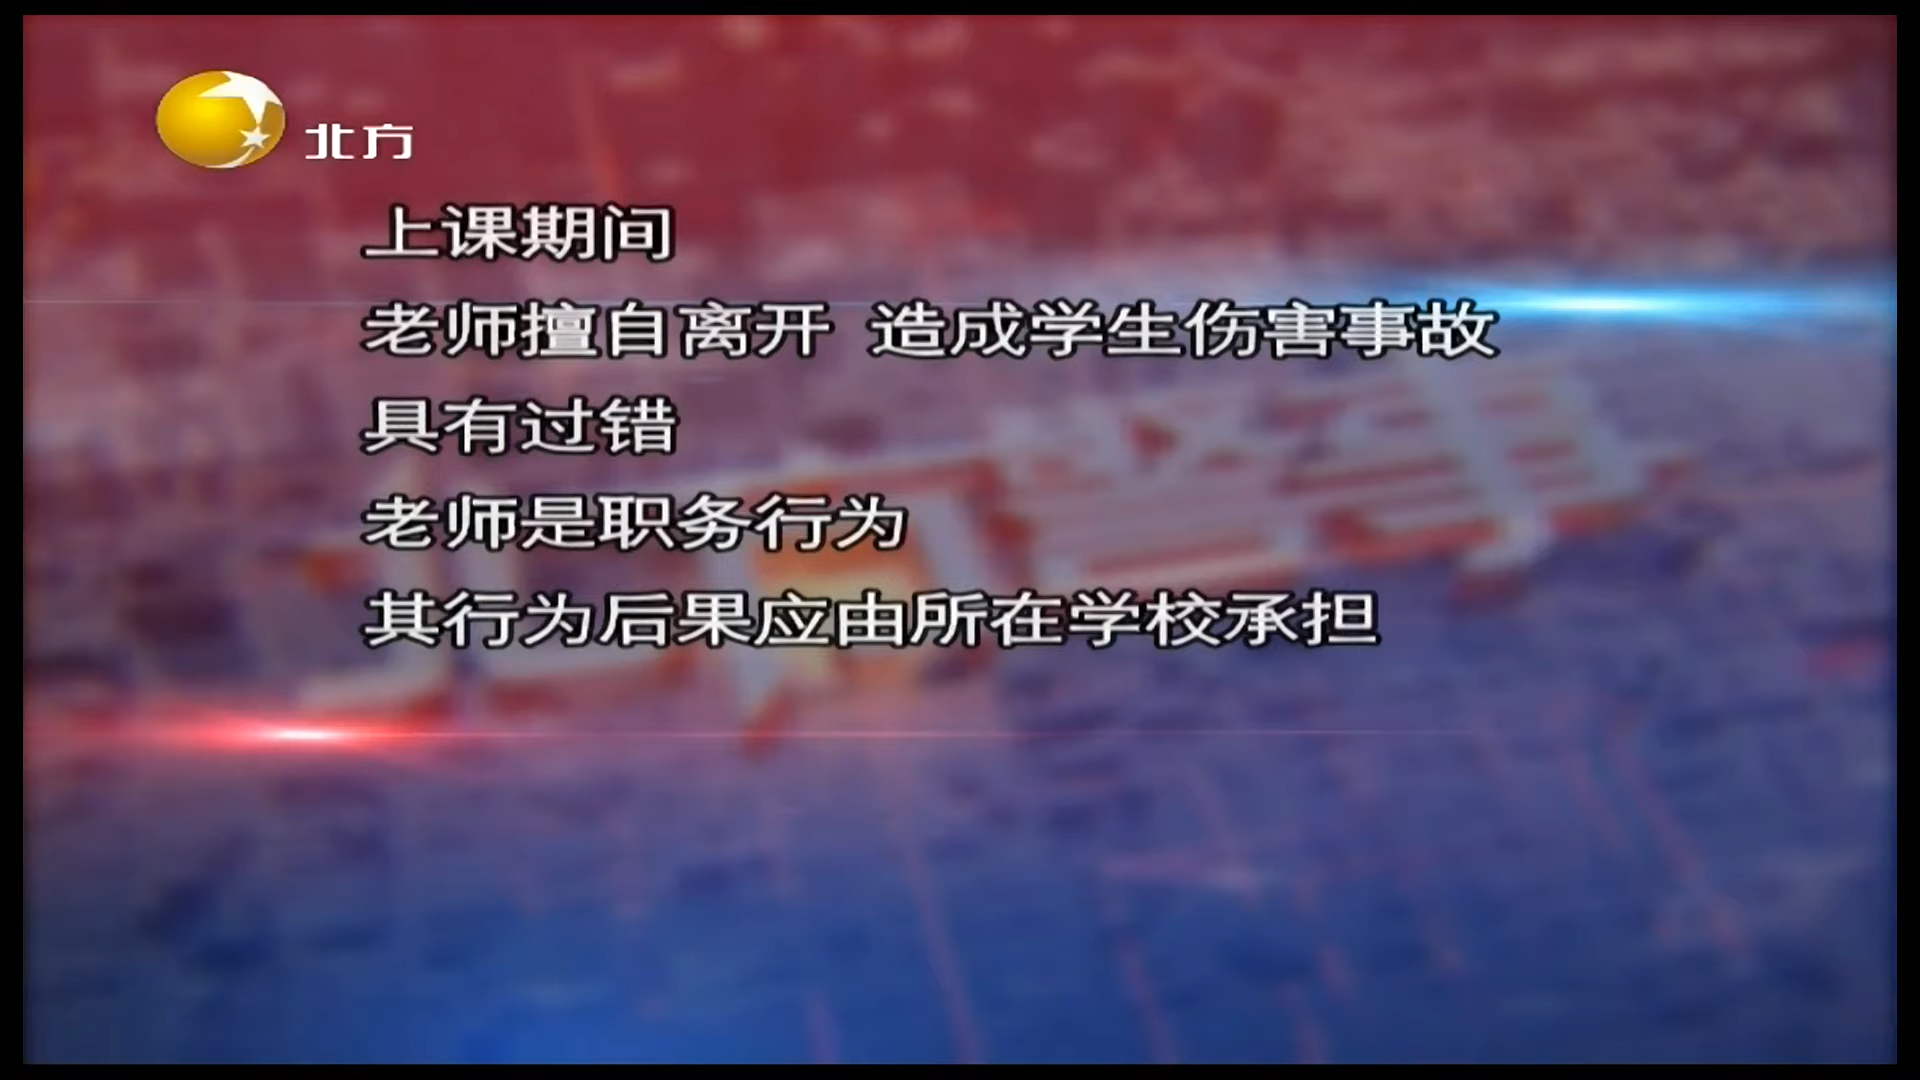 北方
上课期间
老师擅自离开 造成学生伤害事故
具有过错
老师是职务行为
其行为后果应由所在学校承担